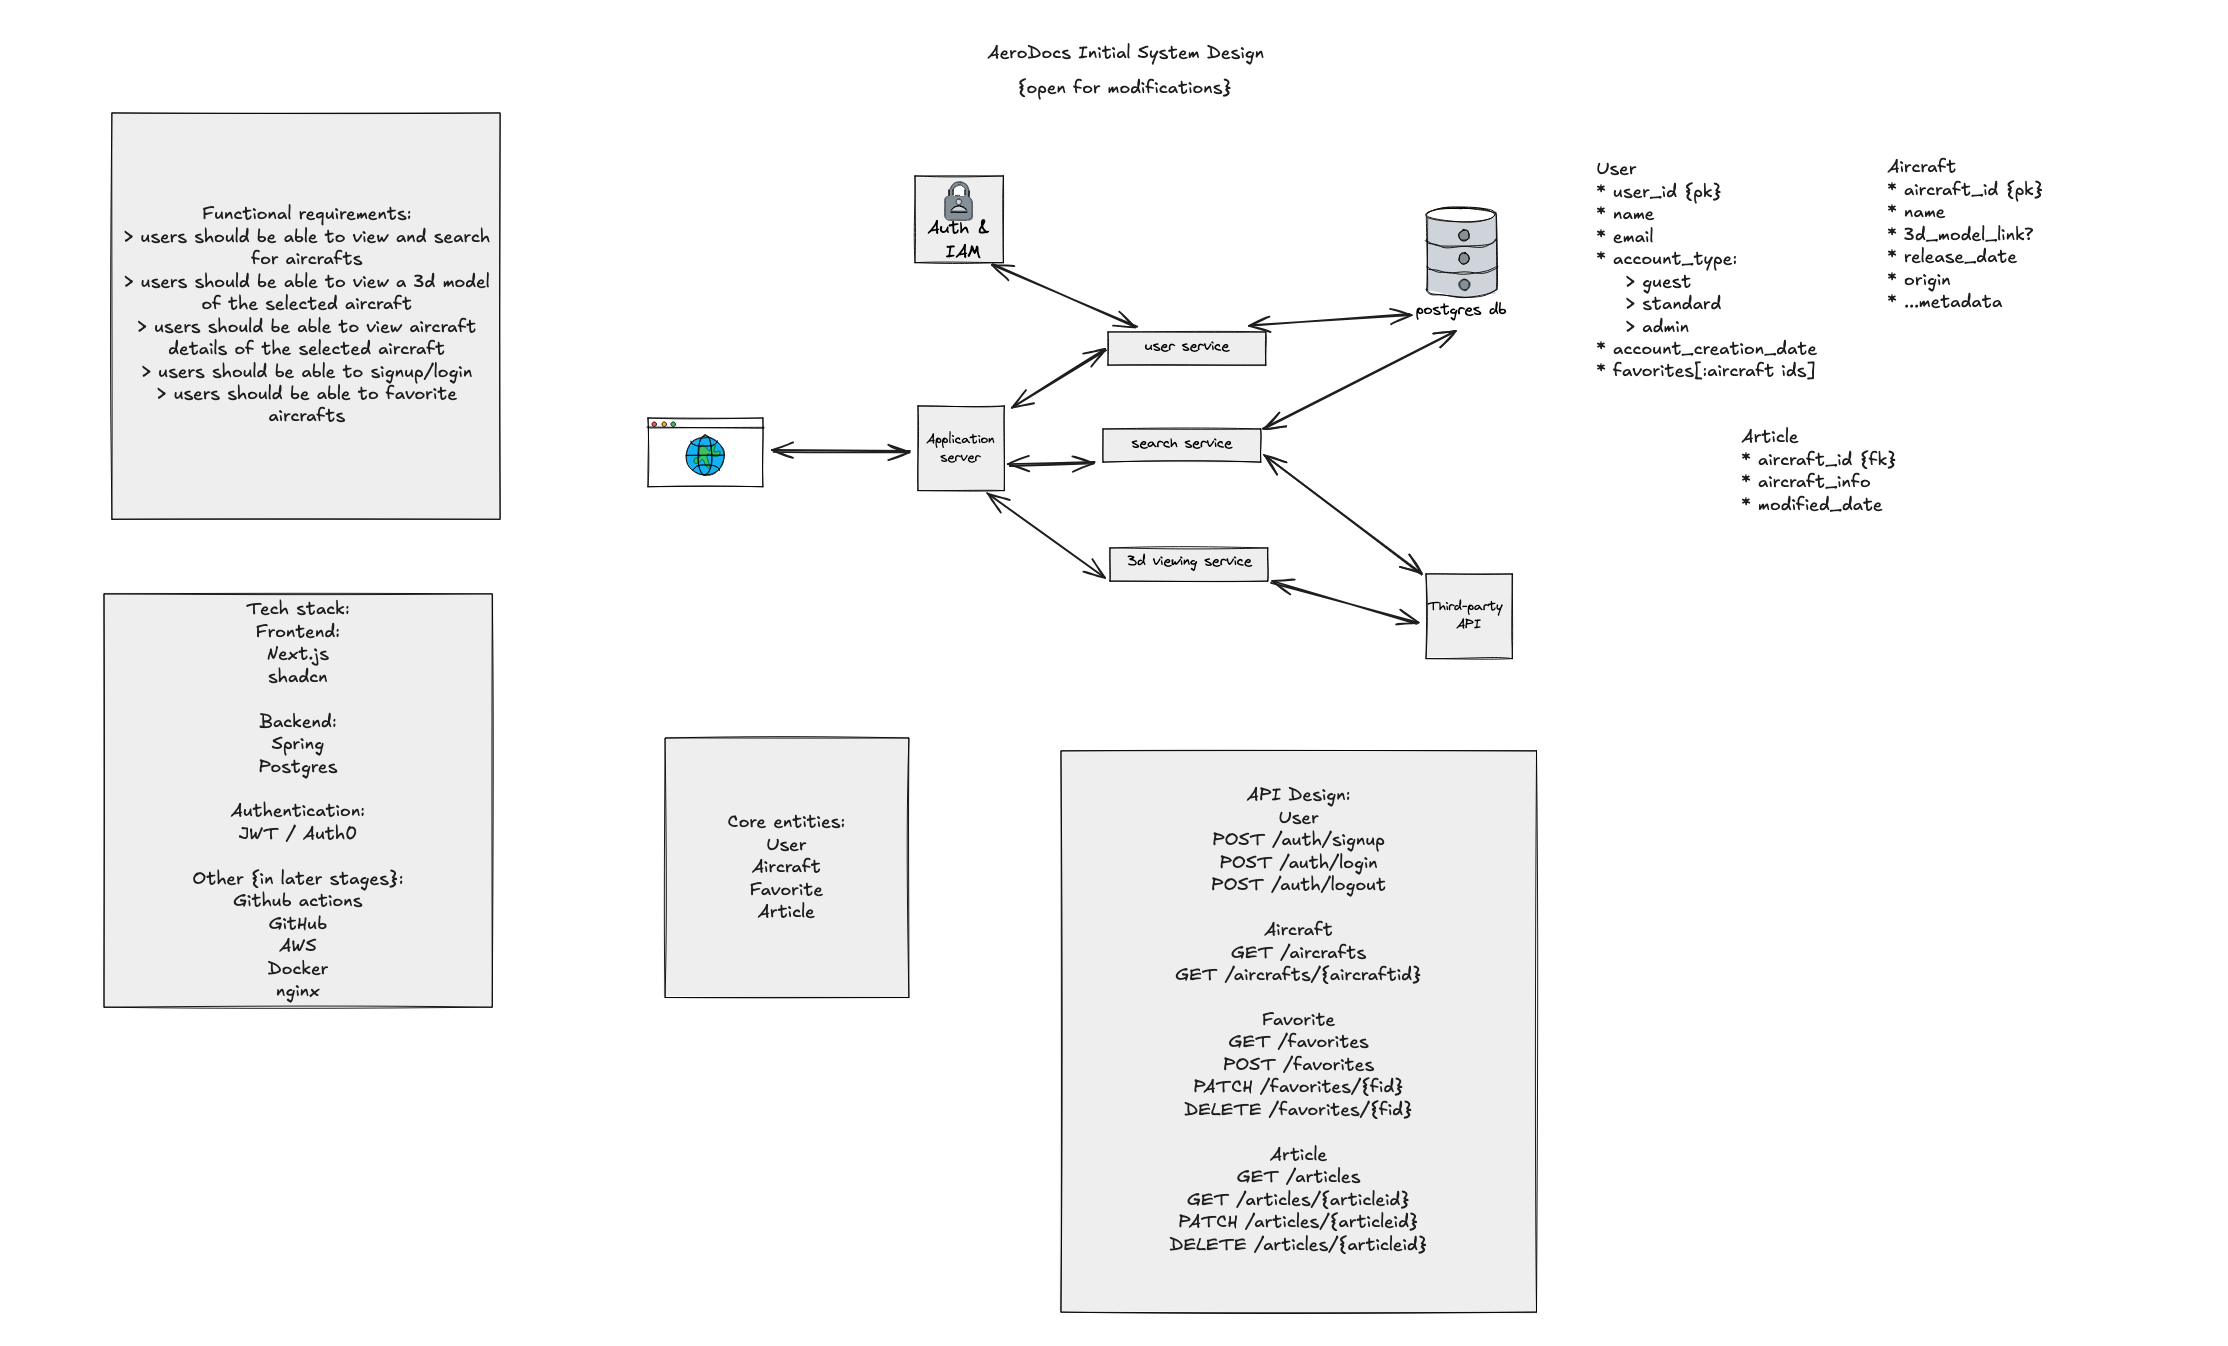 AeroDocs Initial System Design
{open for modifications}
Functional requirements:
> users should be able to view and search
for aircrafts
> users should be able to view a 3d model
of the selected aircraft
> users should be able to view aircraft
details of the selected aircraft
> users should be able to signup/login
> users should be able to favorite
aircrafts
Tech stack:
Frontend:
Next.js
shadcn
Backend:
Spring
Postgres
Authentication:
JWT / Auth0
Other {in later stages}:
Github actions
GitHub
AWS
Docker
nginx
Auth &
IAM
Application
server
user service
search service
3d viewing service
postgres db
Third-party
API
User
* user_id {pk}
* name
* email
* account_type:
> guest
> standard
> admin
* account_creation_date
* favorites[:aircraft ids]
Aircraft
* aircraft_id {pk}
* name
* 3d_model_link?
* release_date
* origin
* ...metadata
Article
* aircraft_id {fk}
* aircraft_info
* modified_date
Core entities:
User
Aircraft
Favorite
Article
API Design:
User
POST /auth/signup
POST /auth/login
POST /auth/logout
Aircraft
GET /aircrafts
GET /aircrafts/{aircraftid}
Favorite
GET /favorites
POST /favorites
PATCH /favorites/{fid}
DELETE /favorites/{fid}
Article
GET /articles
GET /articles/{articleid}
PATCH /articles/{articleid}
DELETE /articles/{articleid}